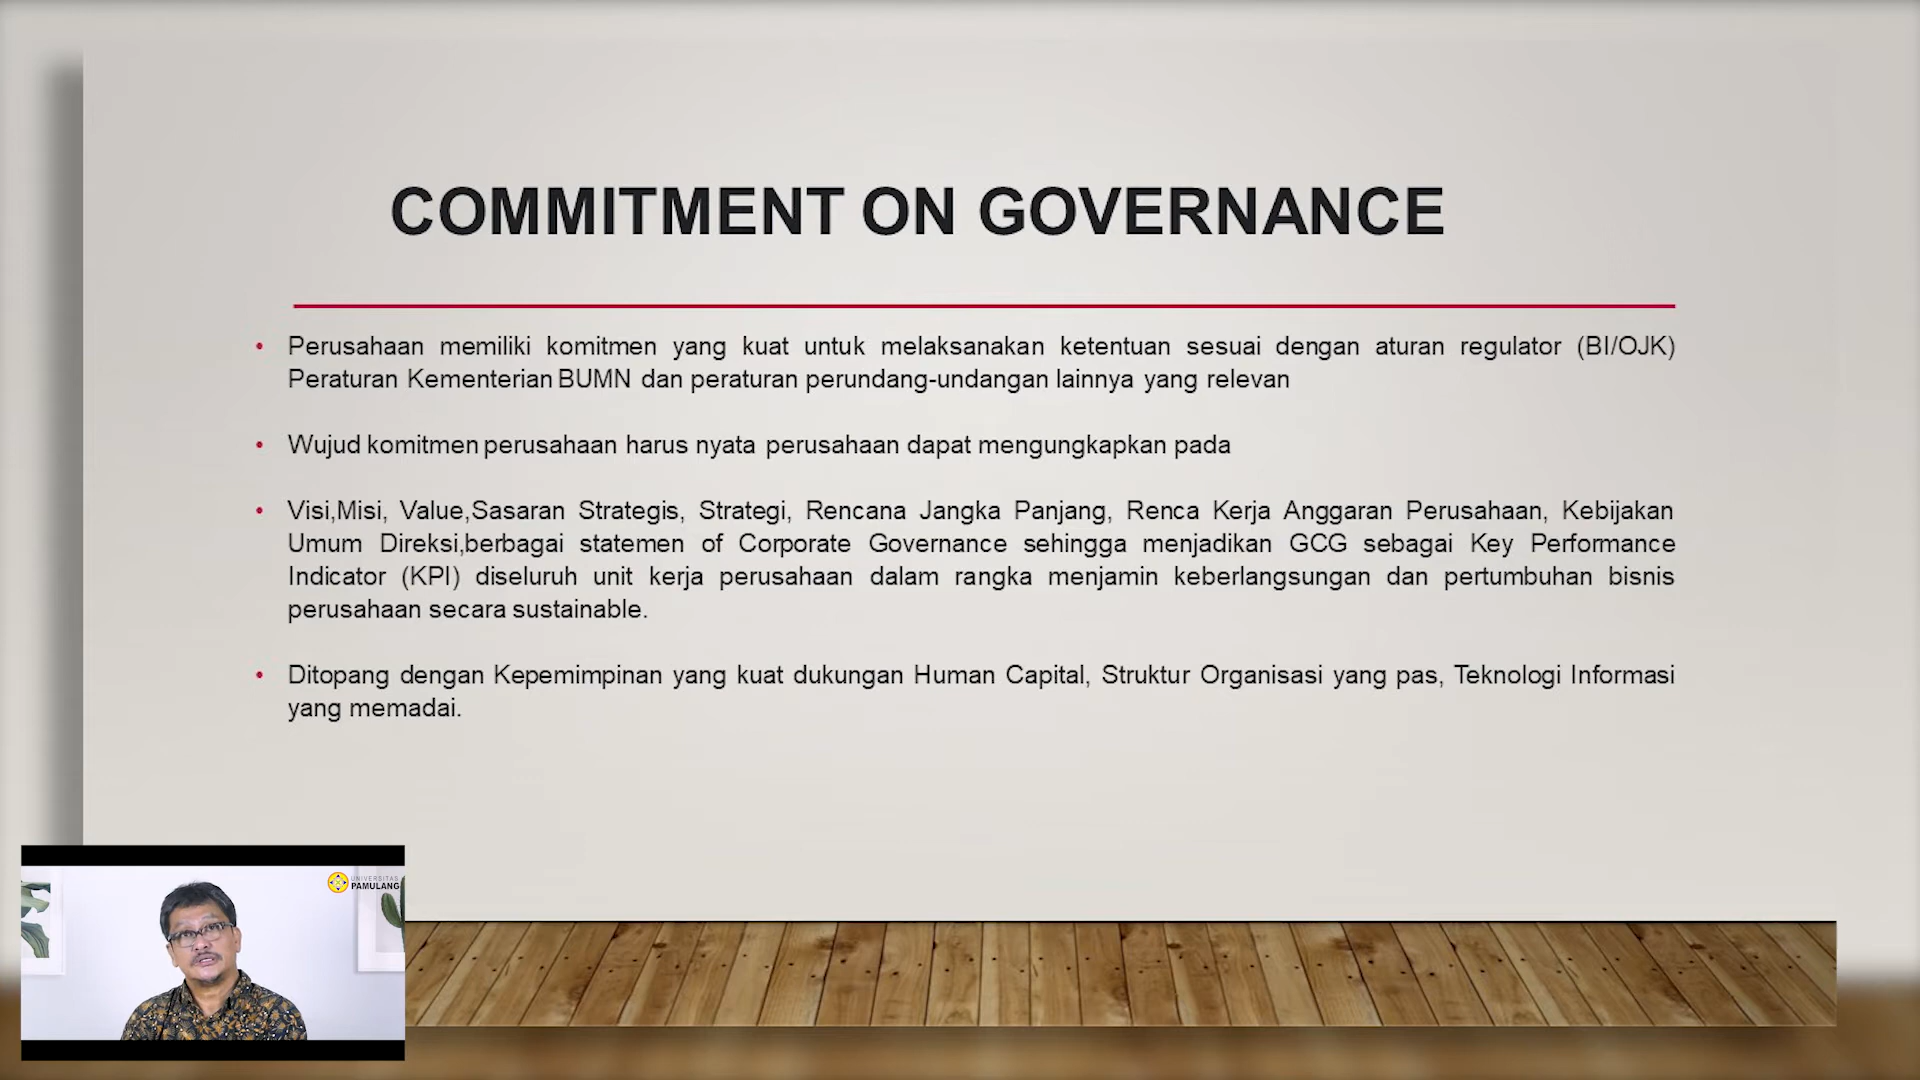 COMMITMENT ON GOVERNANCE
• Perusahaan memiliki komitmen yang kuat untuk melaksanakan ketentuan sesuai dengan aturan regulator (BI/OJK)
Peraturan Kementerian BUMN dan peraturan perundang-undangan lainnya yang relevan
• Wujud komitmen perusahaan harus nyata perusahaan dapat mengungkapkan pada
• Visi,Misi, Value,Sasaran Strategis, Strategi, Rencana Jangka Panjang, Renca Kerja Anggaran Perusahaan, Kebijakan
Umum Direksi,berbagai statemen of Corporate Governance sehingga menjadikan GCG sebagai Key Performance
Indicator (KPI) diseluruh unit kerja perusahaan dalam rangka menjamin keberlangsungan dan pertumbuhan bisnis
perusahaan secara sustainable.
• Ditopang dengan Kepemimpinan yang kuat dukungan Human Capital, Struktur Organisasi yang pas, Teknologi Informasi
yang memadai.
UNIVERSITAS
PAMULANG